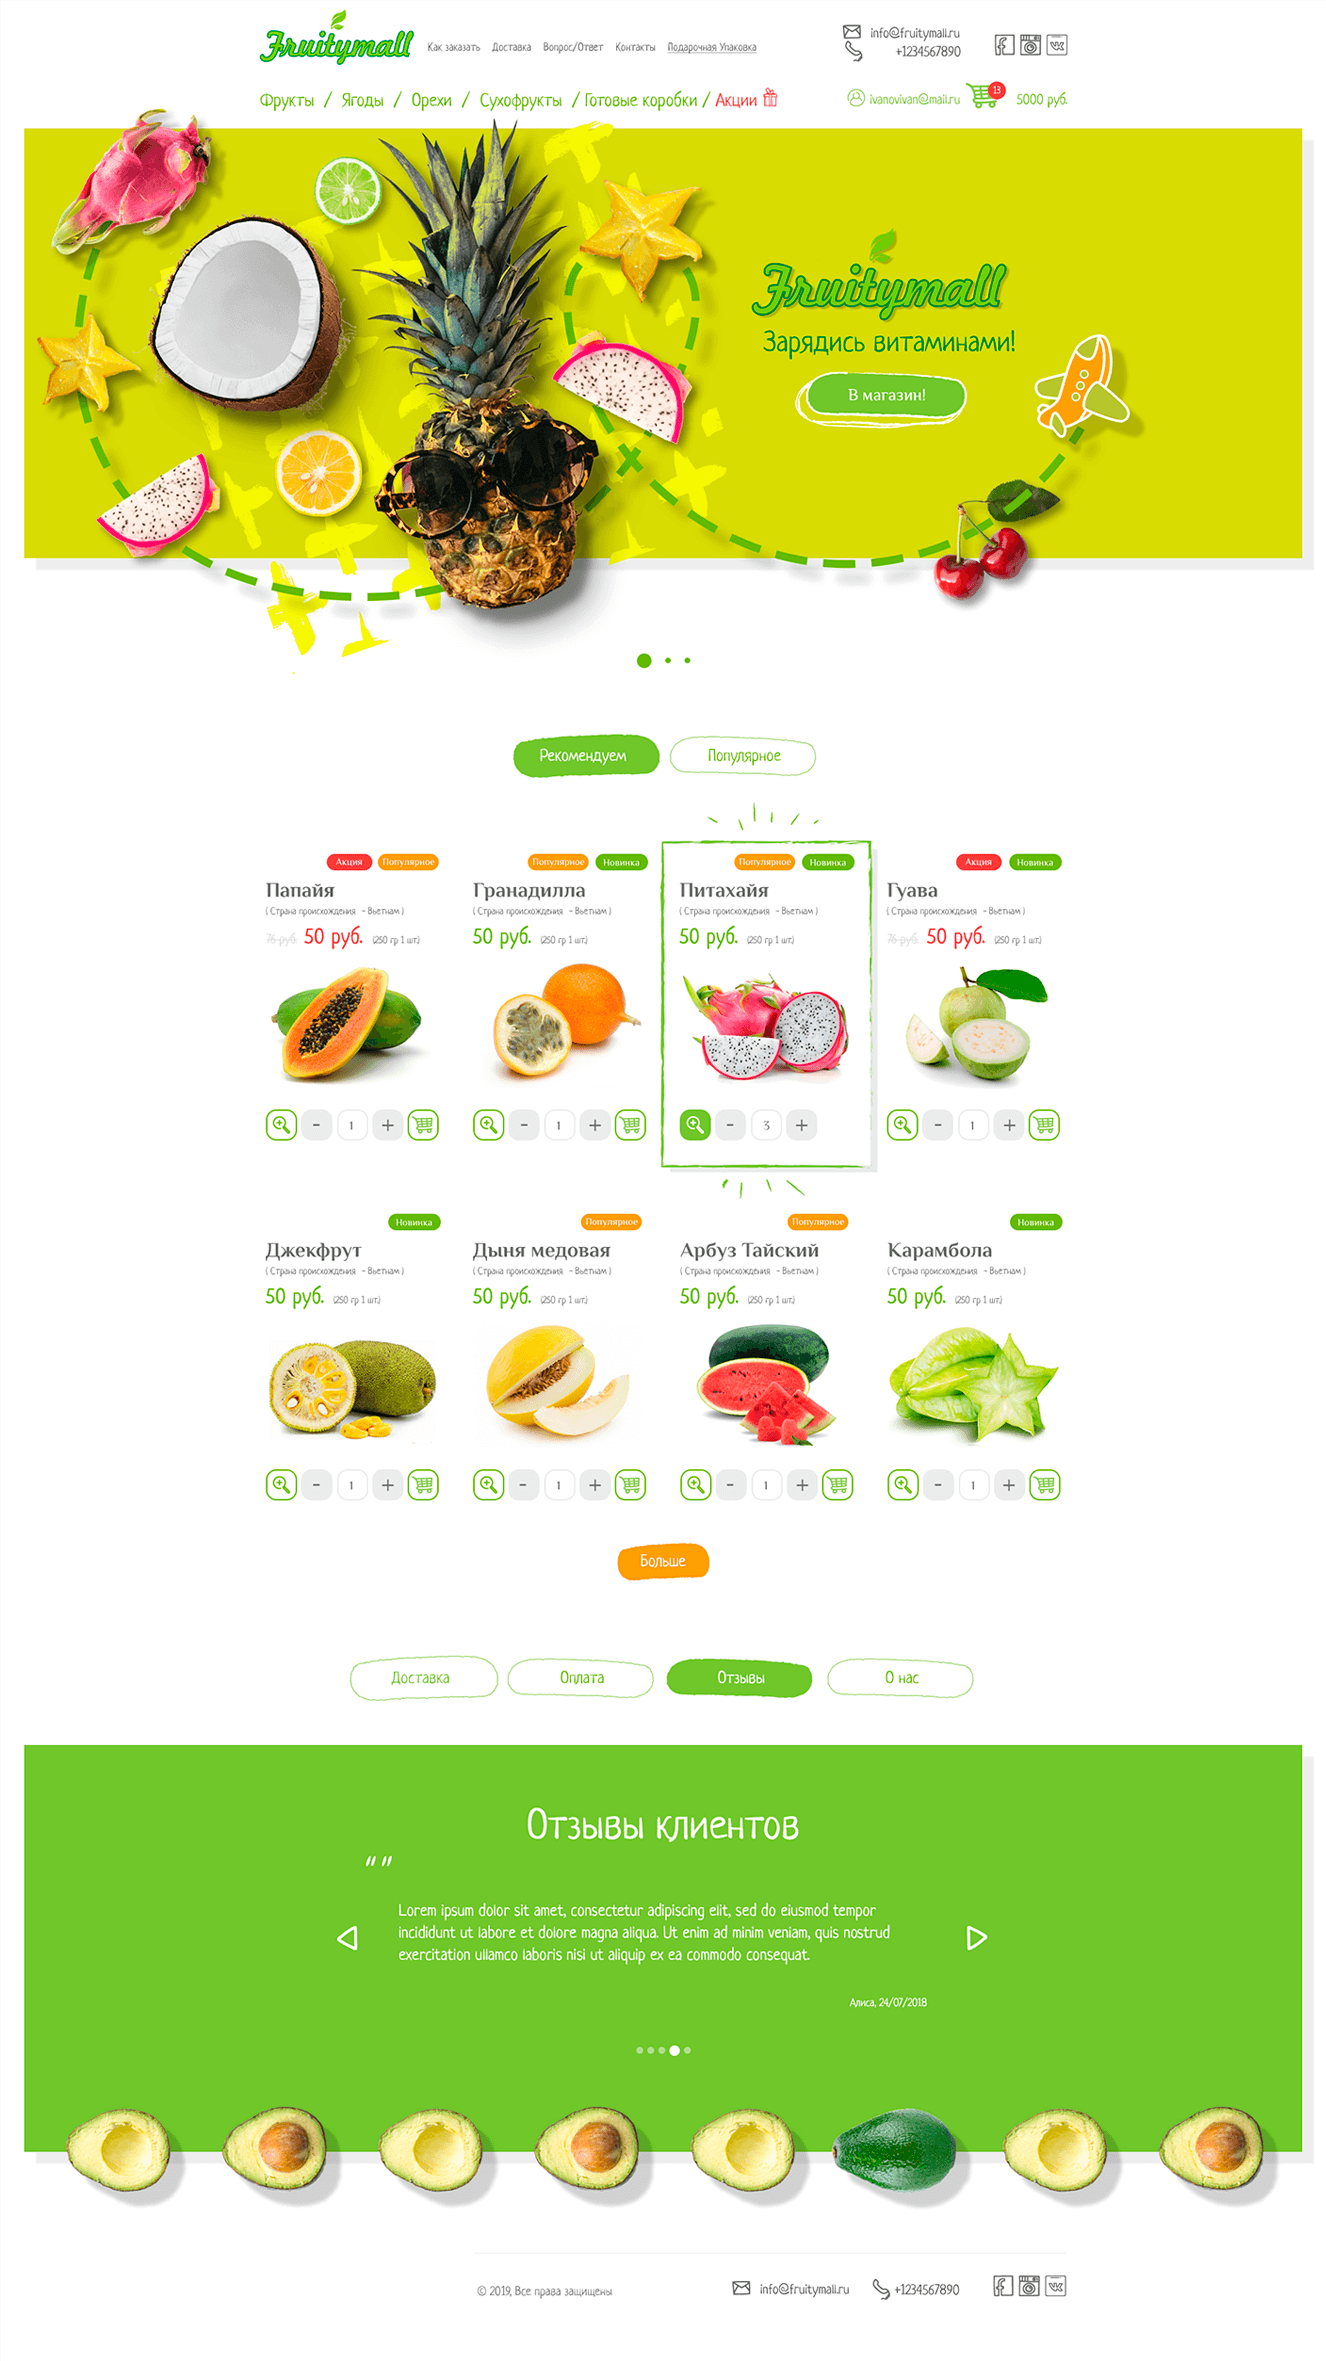 Fruitymall
Как заказать Доставка Вопрос/Ответ Контакты Подарочная Упаковка
info@fruitymall.ru
+1234567890
Фрукты / Ягоды / Орехи / Сухофрукты / Готовые коробки / Акции
ivanovivan@mail.ru 13 5000 руб.
Fruitymall
Зарядись витаминами!
В магазин!
Рекомендуем Популярное
Акция Популярное
Папайя
( Страна происхождения - Вьетнам )
76 руб. 50 руб. (250 гр 1 шт.)
- 1 +
Популярное Новинка
Гранадилла
( Страна происхождения - Вьетнам )
50 руб. (250 гр 1 шт.)
- 1 +
Популярное Новинка
Питахайя
( Страна происхождения - Вьетнам )
50 руб. (250 гр 1 шт.)
- 3 +
Акция Новинка
Гуава
( Страна происхождения - Вьетнам )
76 руб. 50 руб. (250 гр 1 шт.)
- 1 +
Новинка
Джекфрут
( Страна происхождения - Вьетнам )
50 руб. (250 гр 1 шт.)
- 1 +
Популярное
Дыня медовая
( Страна происхождения - Вьетнам )
50 руб. (250 гр 1 шт.)
- 1 +
Популярное
Арбуз Тайский
( Страна происхождения - Вьетнам )
50 руб. (250 гр 1 шт.)
- 1 +
Новинка
Карамбола
( Страна происхождения - Вьетнам )
50 руб. (250 гр 1 шт.)
- 1 +
Больше
Доставка Оплата Отзывы О нас
Отзывы клиентов
" "
Lorem ipsum dolor sit amet, consectetur adipiscing elit, sed do eiusmod tempor
incididunt ut labore et dolore magna aliqua. Ut enim ad minim veniam, quis nostrud
exercitation ullamco laboris nisi ut aliquip ex ea commodo consequat.
Алиса, 24/07/2018
© 2019, Все права защищены info@fruitymall.ru +1234567890